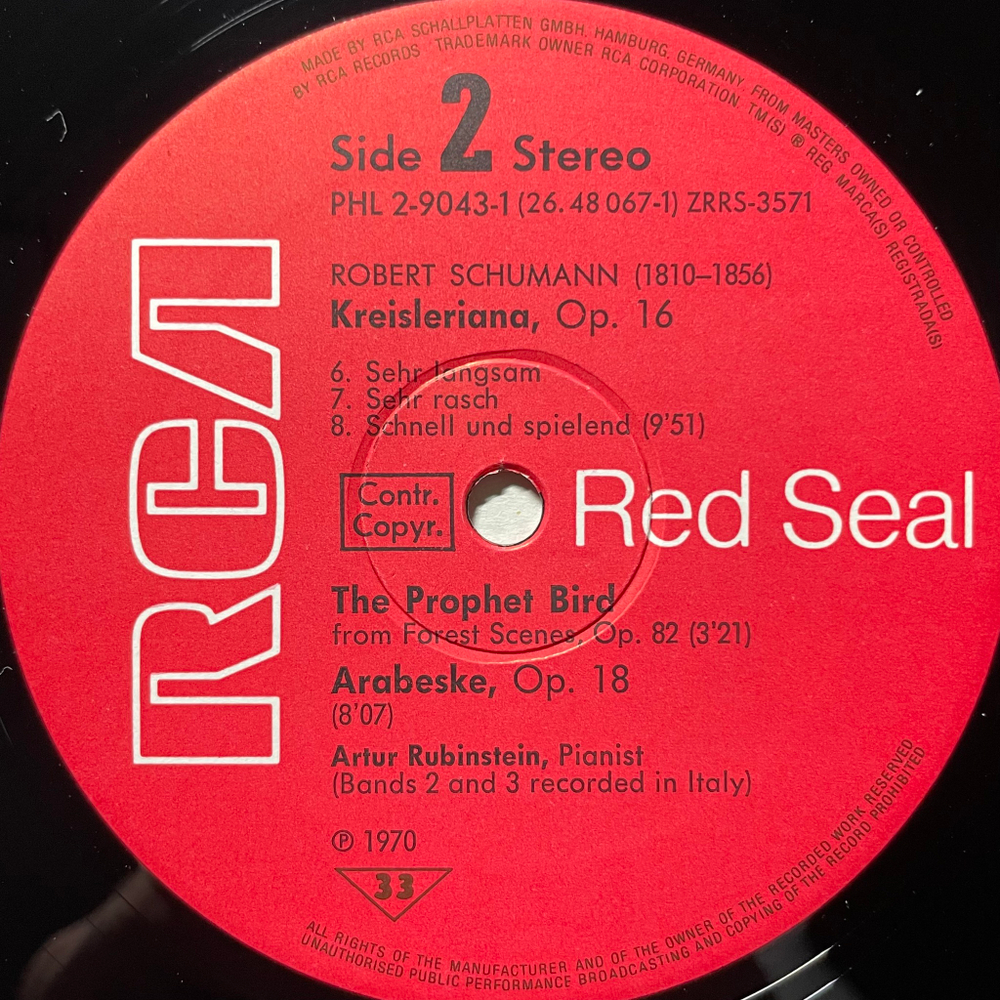 MADE BY RCA SCHALLPLATTEN GMBH, HAMBURG, GERMANY, FROM MASTERS OWNED OR CONTROLLED
BY RCA RECORDS TRADEMARK OWNER RCA CORPORATION. TM(S) ® REG. MARCA(S) REGISTRADA(S)
Side 2 Stereo
PHL 2-9043-1 (26.48 067-1) ZRRS-3571
RCA
ROBERT SCHUMANN (1810–1856)
Kreisleriana, Op. 16
6. Sehr langsam
7. Sehr rasch
8. Schnell und spielend (9'51)
Contr.
Copyr.
Red Seal
The Prophet Bird
from Forest Scenes, Op. 82 (3'21)
Arabeske, Op. 18
(8'07)
Artur Rubinstein, Pianist
(Bands 2 and 3 recorded in Italy)
℗ 1970
33
ALL RIGHTS OF THE MANUFACTURER AND OF THE OWNER OF THE RECORDED WORK RESERVED
UNAUTHORISED PUBLIC PERFORMANCE BROADCASTING AND COPYING OF THE RECORD PROHIBITED